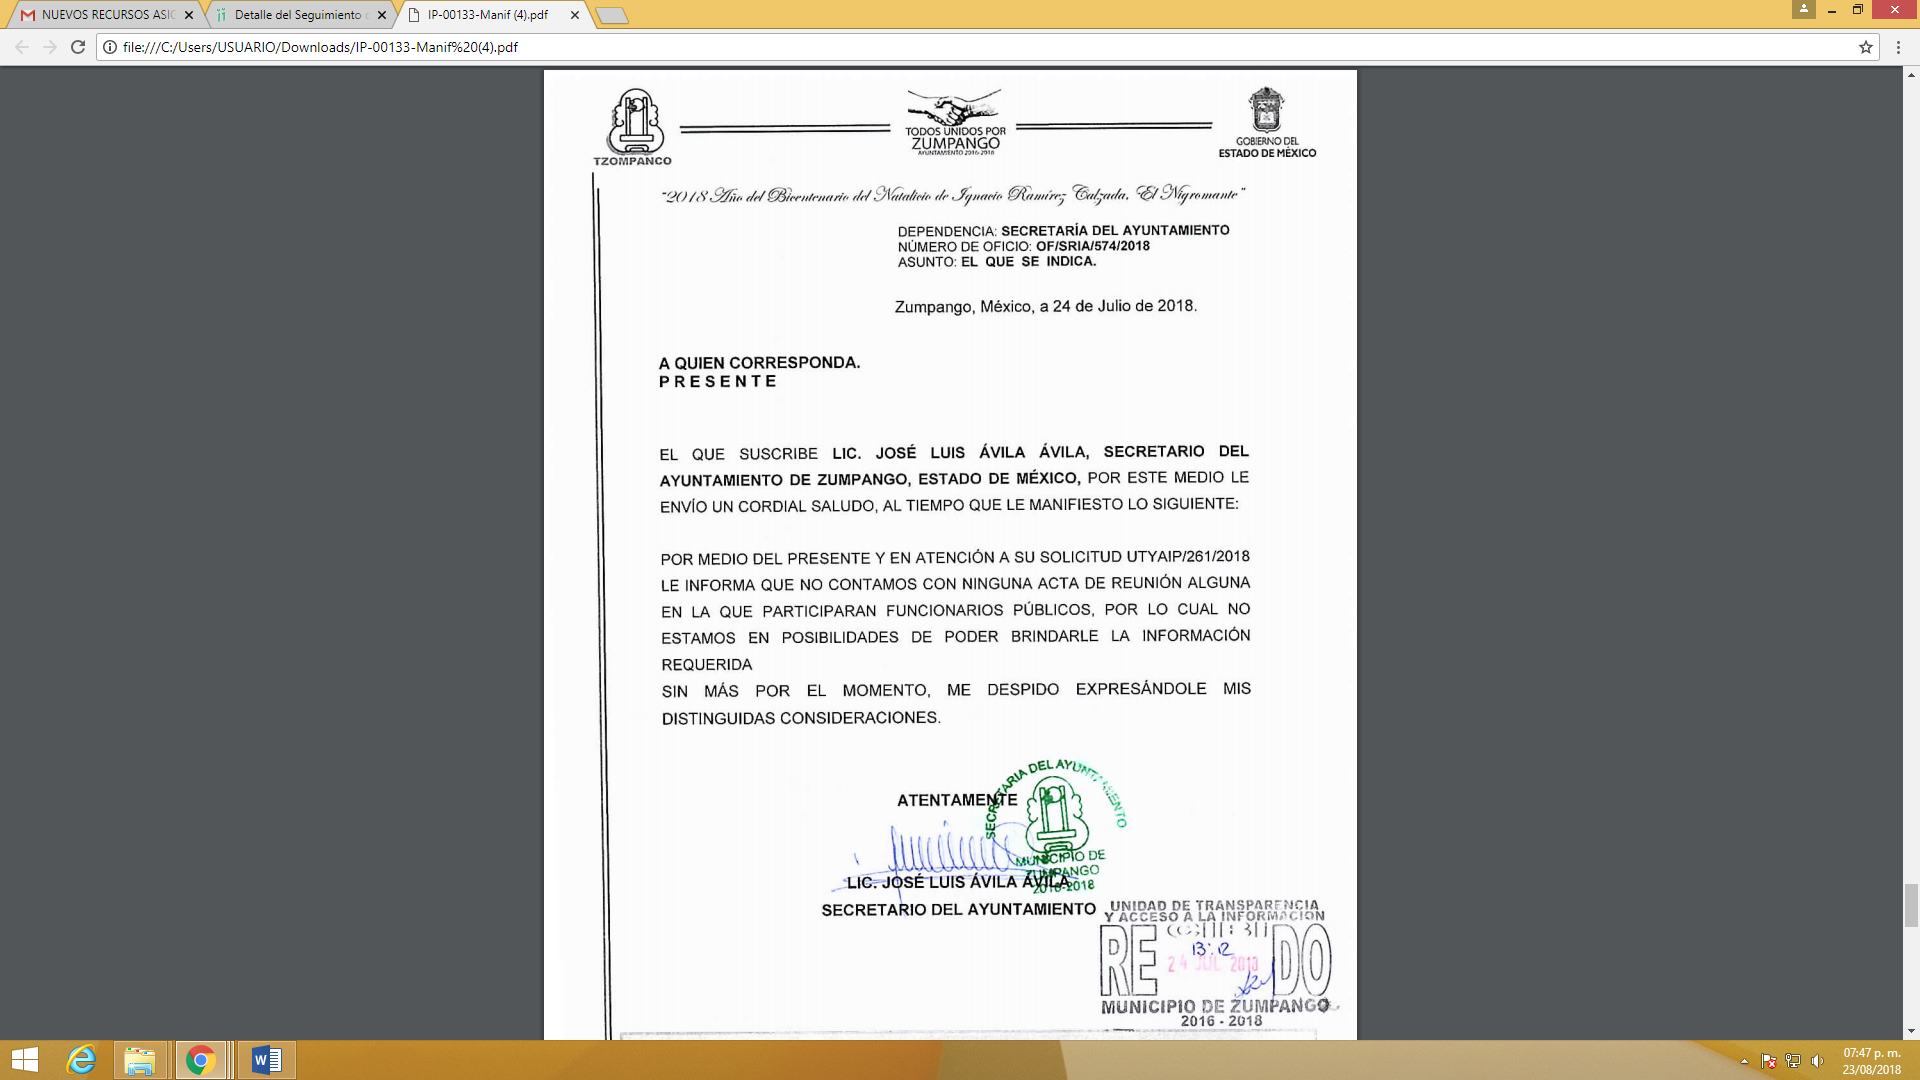 NUEVOS RECURSOS ASIG
Detalle del Seguimiento d
IP-00133-Manif (4).pdf
file:///C:/Users/USUARIO/Downloads/IP-00133-Manif%20(4).pdf
TZOMPANCO
TODOS UNIDOS POR
ZUMPANGO
AYUNTAMIENTO 2016-2018
GOBIERNO DEL
ESTADO DE MÉXICO
"2018 Año del Bicentenario del Natalicio de Ignacio Ramírez Calzada, El Nigromante"
DEPENDENCIA: SECRETARÍA DEL AYUNTAMIENTO
NÚMERO DE OFICIO: OF/SRIA/574/2018
ASUNTO: EL QUE SE INDICA.
Zumpango, México, a 24 de Julio de 2018.
A QUIEN CORRESPONDA.
P R E S E N T E
EL QUE SUSCRIBE LIC. JOSÉ LUIS ÁVILA ÁVILA, SECRETARIO DEL
AYUNTAMIENTO DE ZUMPANGO, ESTADO DE MÉXICO, POR ESTE MEDIO LE
ENVÍO UN CORDIAL SALUDO, AL TIEMPO QUE LE MANIFIESTO LO SIGUIENTE:
POR MEDIO DEL PRESENTE Y EN ATENCIÓN A SU SOLICITUD UTYAIP/261/2018
LE INFORMA QUE NO CONTAMOS CON NINGUNA ACTA DE REUNIÓN ALGUNA
EN LA QUE PARTICIPARAN FUNCIONARIOS PÚBLICOS, POR LO CUAL NO
ESTAMOS EN POSIBILIDADES DE PODER BRINDARLE LA INFORMACIÓN
REQUERIDA
SIN MÁS POR EL MOMENTO, ME DESPIDO EXPRESÁNDOLE MIS
DISTINGUIDAS CONSIDERACIONES.
SECRETARIA DEL AYUNTAMIENTO
ATENTAMENTE
MUNICIPIO DE
ZUMPANGO
2016-2018
LIC. JOSÉ LUIS ÁVILA ÁVILA
SECRETARIO DEL AYUNTAMIENTO
UNIDAD DE TRANSPARENCIA
Y ACCESO A LA INFORMACIÓN
RE DO
13:12
24 JUL 2018
MUNICIPIO DE ZUMPANGO
2016 - 2018
07:47 p. m.
23/08/2018